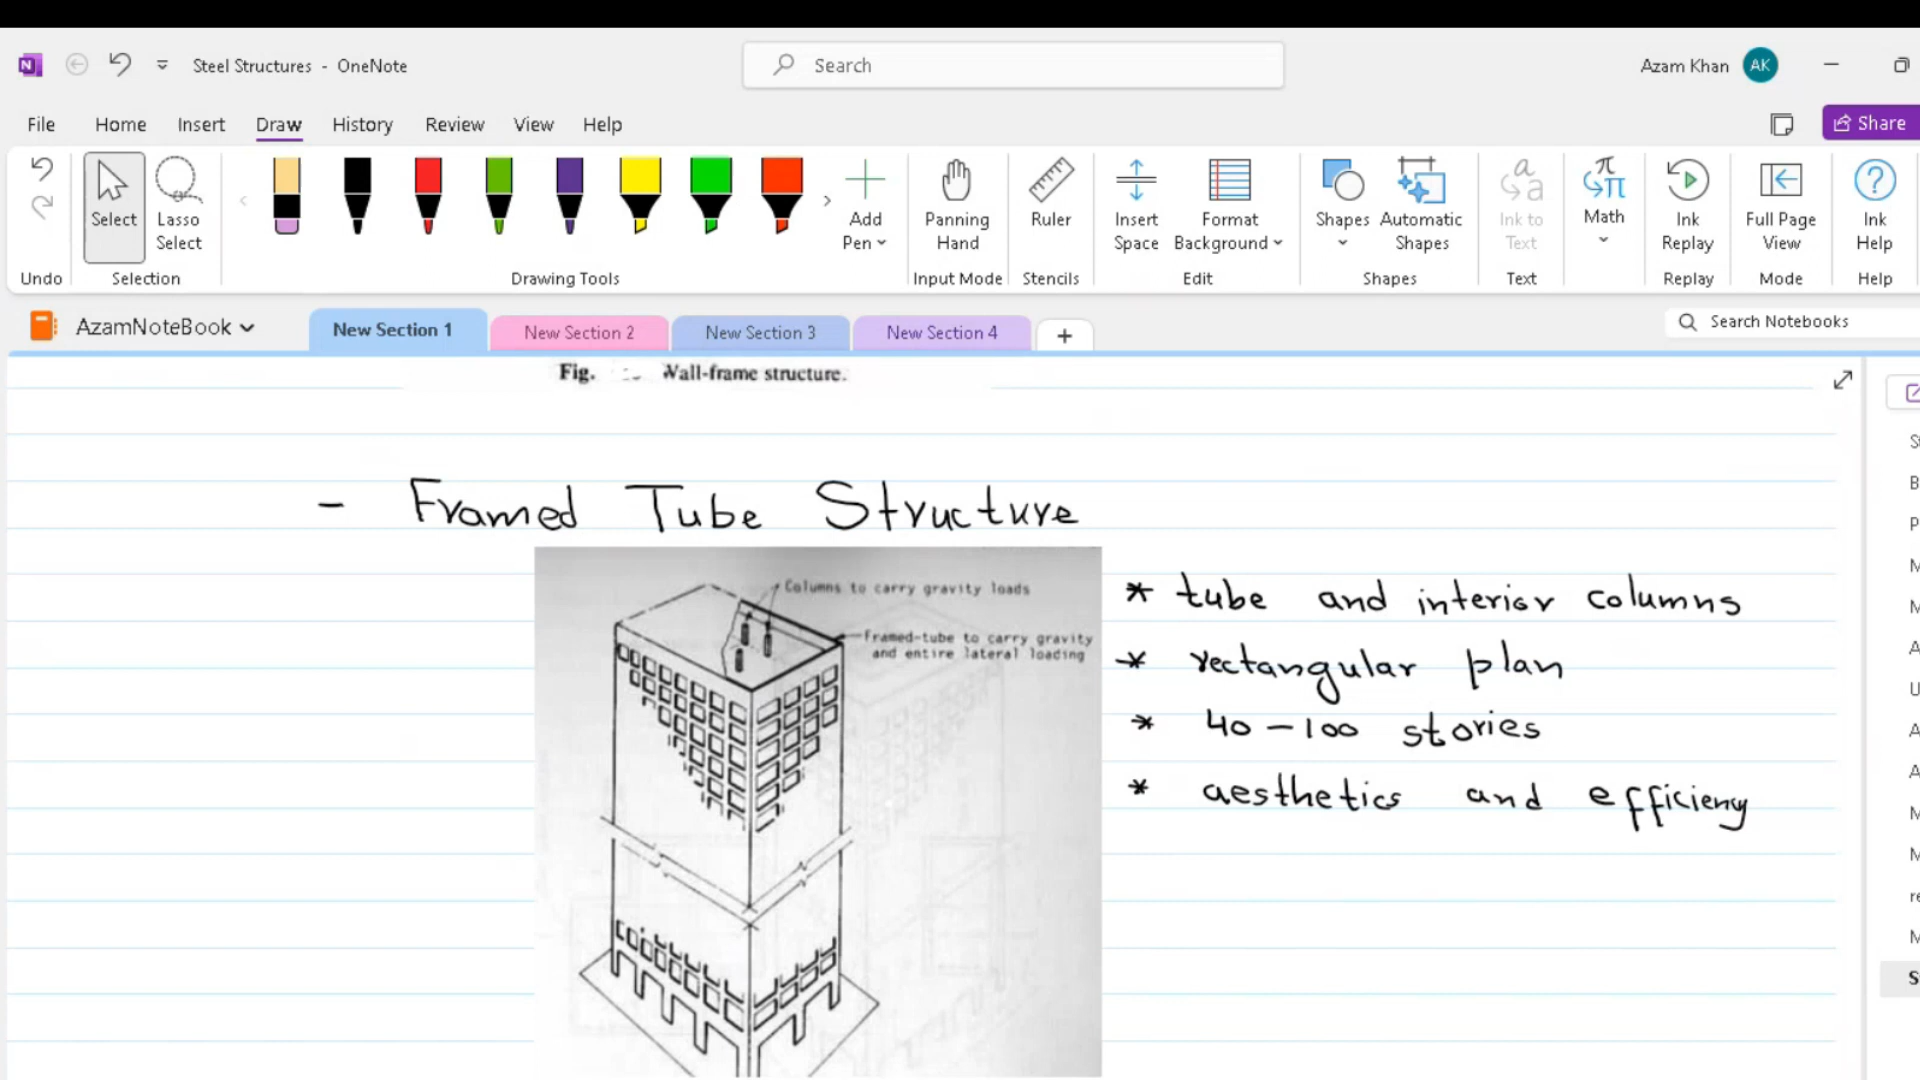 Steel Structures - OneNote
Search
Azam Khan AK
File Home Insert Draw History Review View Help
Share
Select
Lasso Select
Add Pen
Panning Hand
Ruler
Insert Space
Format Background
Shapes
Automatic Shapes
Ink to Text
Math
Ink Replay
Full Page View
Ink Help
Undo Selection Drawing Tools Input Mode Stencils Edit Shapes Text Replay Mode Help
AzamNoteBook New Section 1 New Section 2 New Section 3 New Section 4 +
Search Notebooks
Fig. Wall-frame structure.
- Framed Tube Structure
Columns to carry gravity loads
Framed-tube to carry gravity
and entire lateral loading
* tube and interior columns
* rectangular plan
* 40 - 100 stories
* aesthetics and efficiency